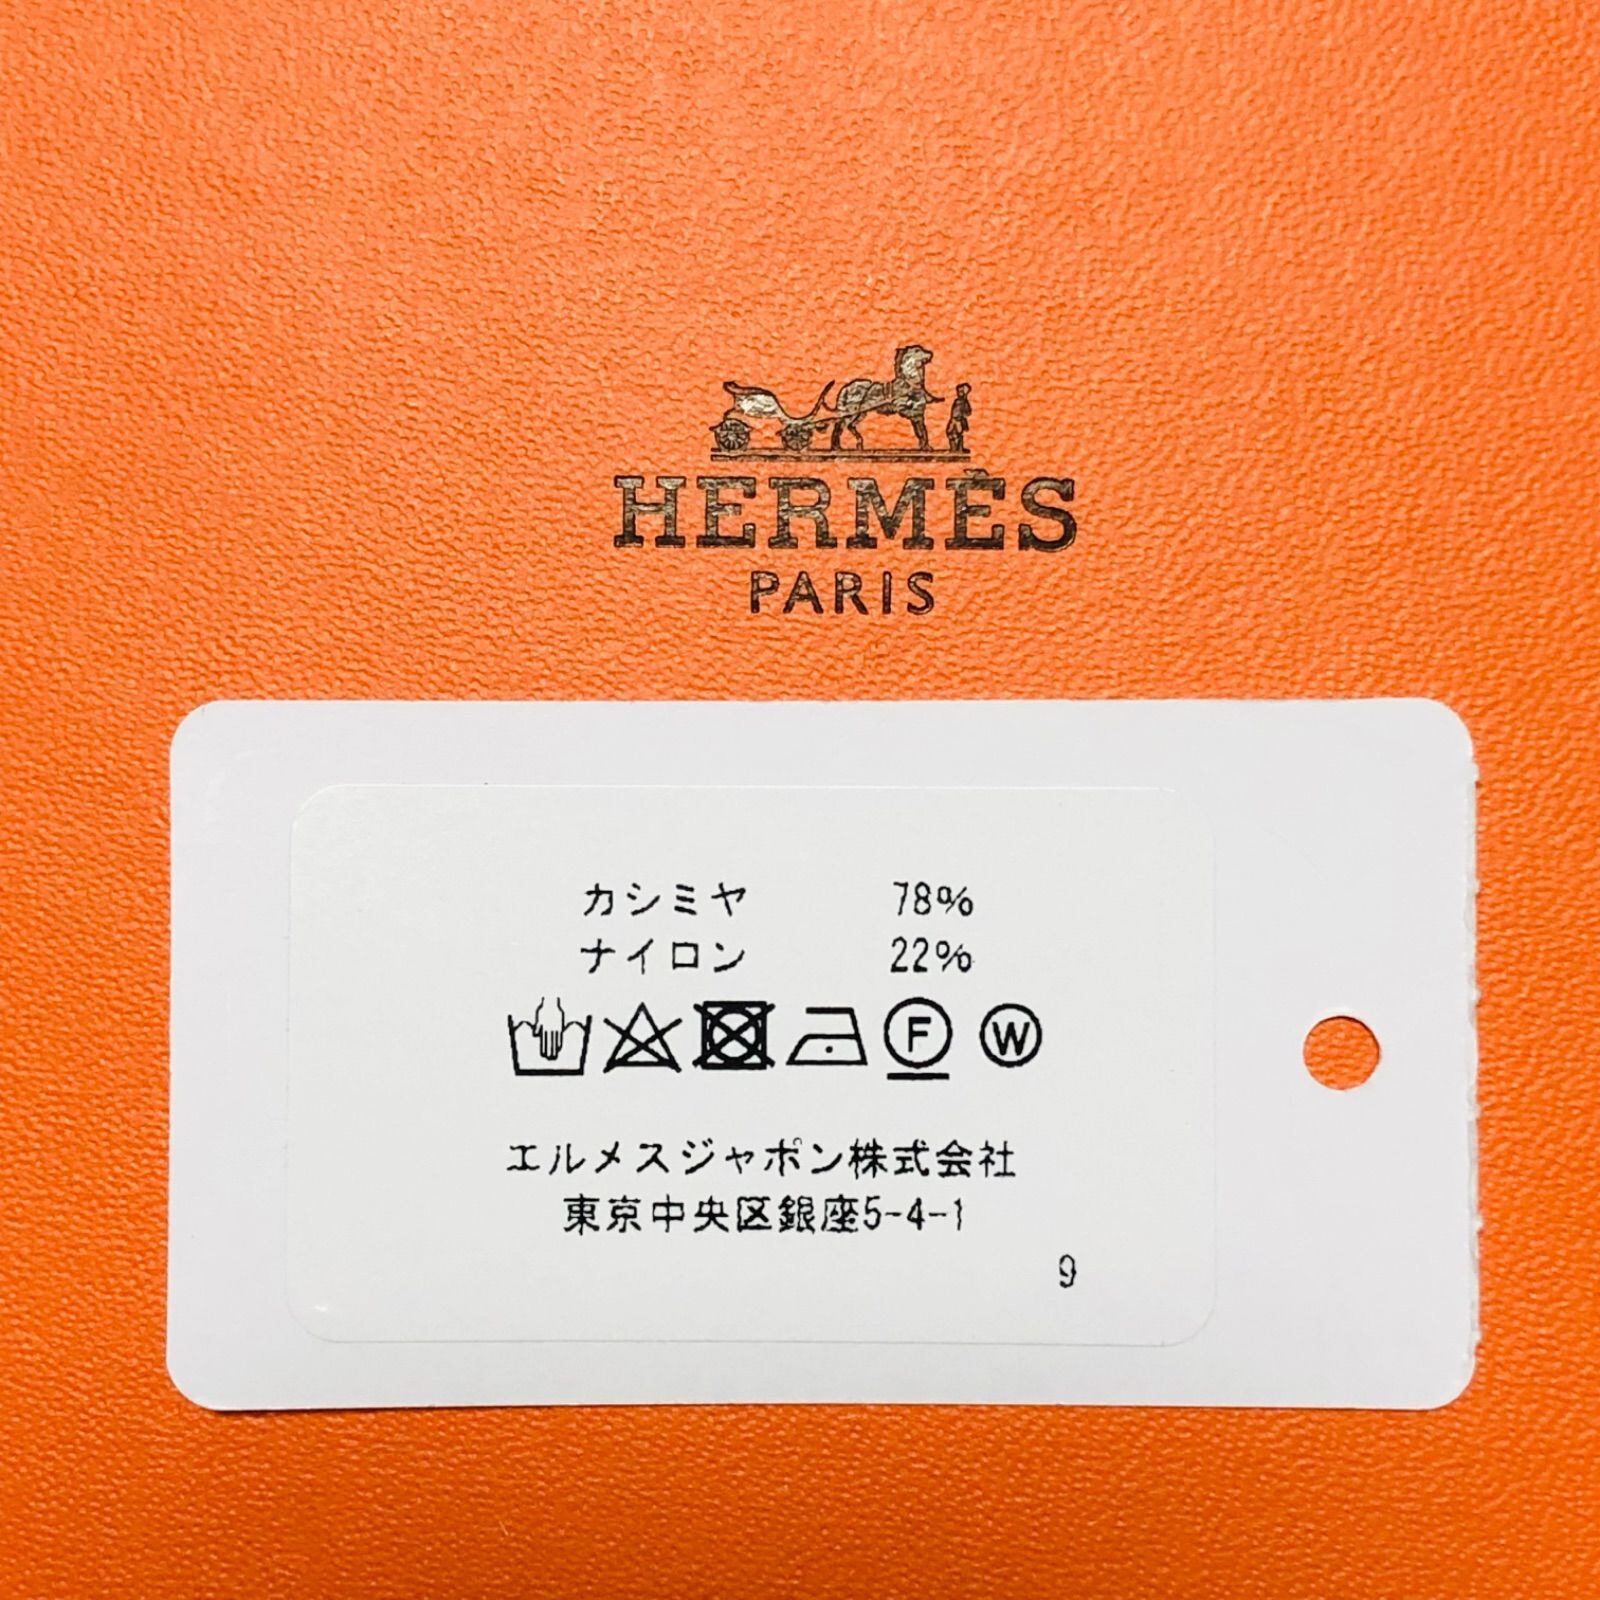 HERMÈS
PARIS
カシミヤ 78%
ナイロン 22%
F W
エルメスジャポン株式会社
東京中央区銀座5-4-1
9